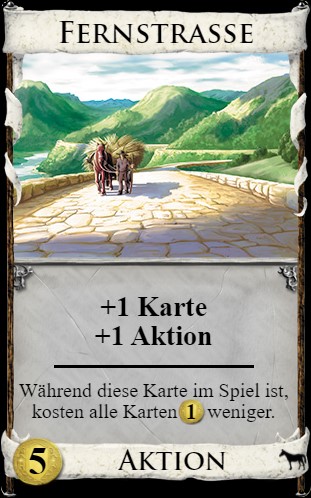 FERNSTRASSE
+1 Karte
+1 Aktion
Während diese Karte im Spiel ist,
kosten alle Karten 1 weniger.
5 AKTION